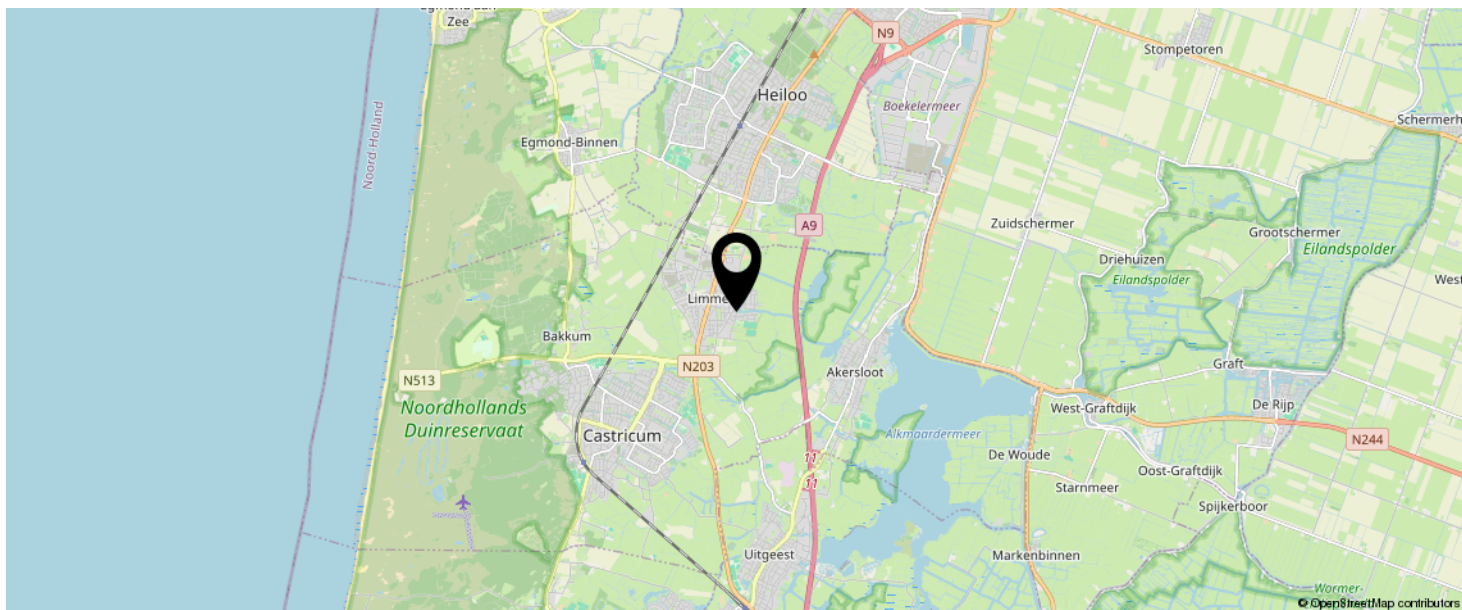 Zee
N9
Stompetoren
Heiloo
Boekelermeer
Schermerh
Noord-Holland
Egmond-Binnen
A9
Zuidschermer
Grootschermer
Eilandspolder
Driehuizen
Eilandspolder
West
Limme
Bakkum
N203
Akersloot
Graft
N513
De Rijp
West-Graftdijk
Noordhollands
Duinreservaat
Castricum
Alkmaardermeer
N244
De Woude
11
11
Oost-Graftdijk
Starnmeer
Spijkerboor
Uitgeest
Markenbinnen
Wormer-
© OpenStreetMap contributors